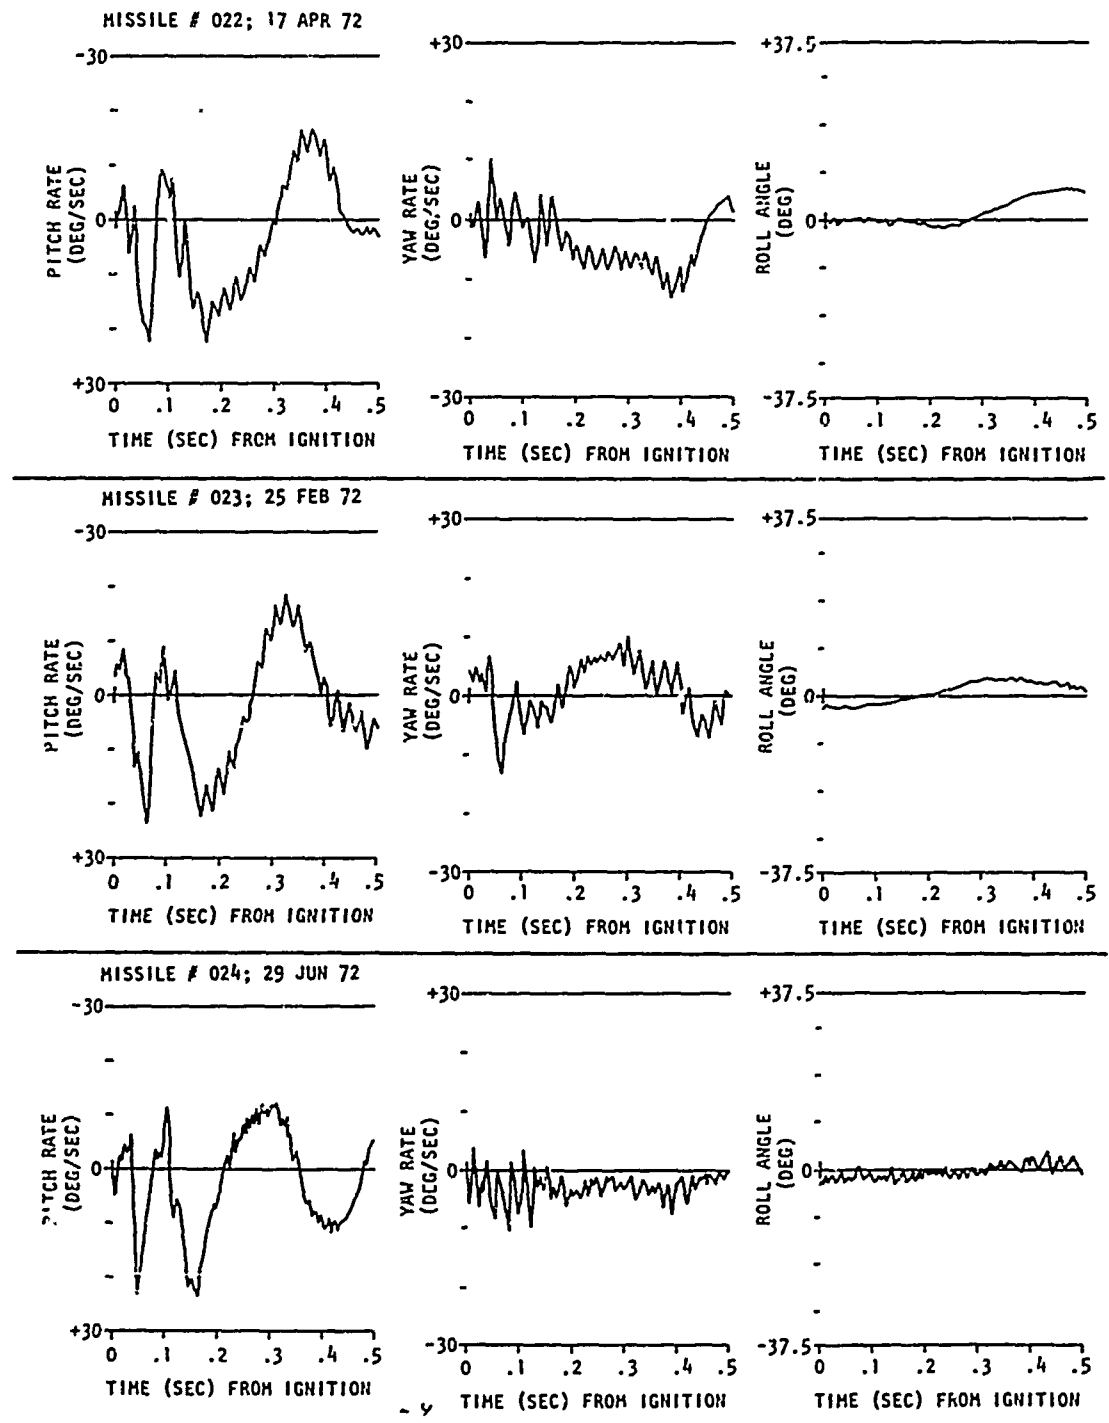 MISSILE # 022; 17 APR 72
-30
0
+30
PITCH RATE
(DEG/SEC)
0 .1 .2 .3 .4 .5
TIME (SEC) FROM IGNITION
+30
0
-30
YAW RATE
(DEG/SEC)
0 .1 .2 .3 .4 .5
TIME (SEC) FROM IGNITION
+37.5
0
-37.5
ROLL ANGLE
(DEG)
0 .1 .2 .3 .4 .5
TIME (SEC) FROM IGNITION
MISSILE # 023; 25 FEB 72
-30
0
+30
PITCH RATE
(DEG/SEC)
0 .1 .2 .3 .4 .5
TIME (SEC) FROM IGNITION
+30
0
-30
YAW RATE
(DEG/SEC)
0 .1 .2 .3 .4 .5
TIME (SEC) FROM IGNITION
+37.5
0
-37.5
ROLL ANGLE
(DEG)
0 .1 .2 .3 .4 .5
TIME (SEC) FROM IGNITION
MISSILE # 024; 29 JUN 72
-30
0
+30
PITCH RATE
(DEG/SEC)
0 .1 .2 .3 .4 .5
TIME (SEC) FROM IGNITION
+30
0
-30
YAW RATE
(DEG/SEC)
0 .1 .2 .3 .4 .5
TIME (SEC) FROM IGNITION
+37.5
0
-37.5
ROLL ANGLE
(DEG)
0 .1 .2 .3 .4 .5
TIME (SEC) FROM IGNITION